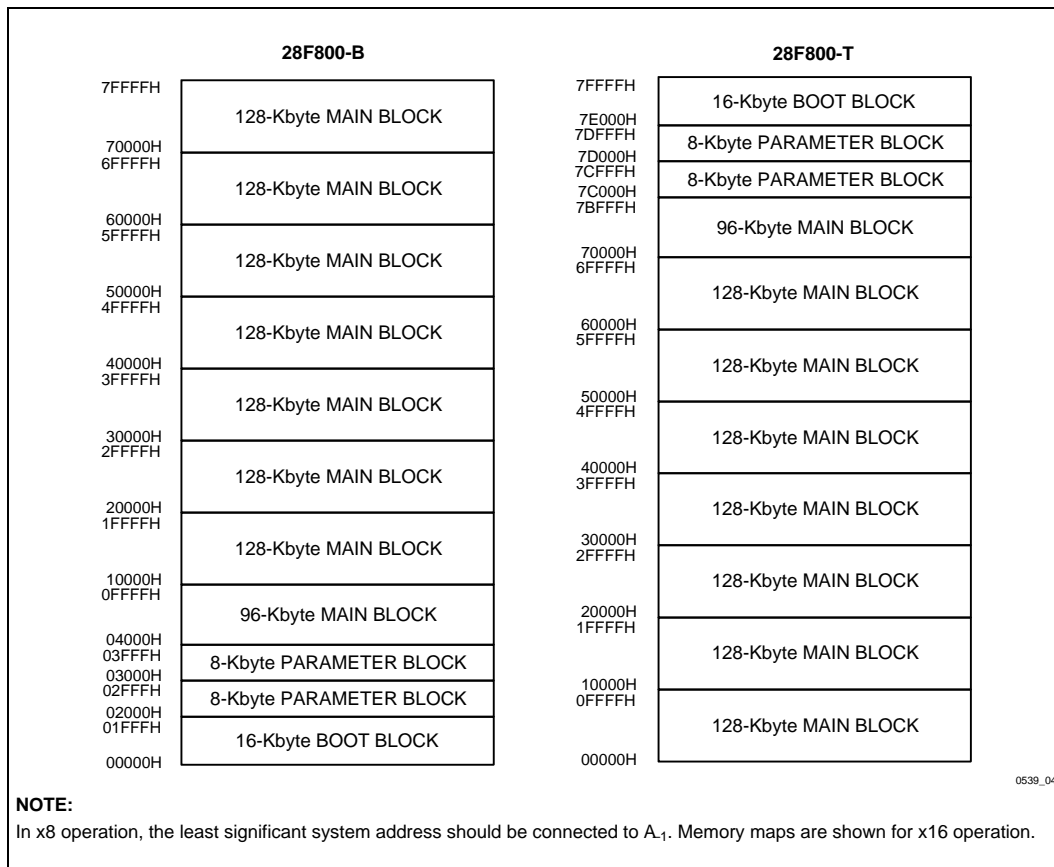 28F800-B
7FFFFH
128-Kbyte MAIN BLOCK
70000H
6FFFFH
128-Kbyte MAIN BLOCK
60000H
5FFFFH
128-Kbyte MAIN BLOCK
50000H
4FFFFH
128-Kbyte MAIN BLOCK
40000H
3FFFFH
128-Kbyte MAIN BLOCK
30000H
2FFFFH
128-Kbyte MAIN BLOCK
20000H
1FFFFH
128-Kbyte MAIN BLOCK
10000H
0FFFFH
96-Kbyte MAIN BLOCK
04000H
03FFFH
8-Kbyte PARAMETER BLOCK
03000H
02FFFH
8-Kbyte PARAMETER BLOCK
02000H
01FFFH
16-Kbyte BOOT BLOCK
00000H
28F800-T
7FFFFH
16-Kbyte BOOT BLOCK
7E000H
7DFFFH
8-Kbyte PARAMETER BLOCK
7D000H
7CFFFH
8-Kbyte PARAMETER BLOCK
7C000H
7BFFFH
96-Kbyte MAIN BLOCK
70000H
6FFFFH
128-Kbyte MAIN BLOCK
60000H
5FFFFH
128-Kbyte MAIN BLOCK
50000H
4FFFFH
128-Kbyte MAIN BLOCK
40000H
3FFFFH
128-Kbyte MAIN BLOCK
30000H
2FFFFH
128-Kbyte MAIN BLOCK
20000H
1FFFFH
128-Kbyte MAIN BLOCK
10000H
0FFFFH
128-Kbyte MAIN BLOCK
00000H
0539_04
NOTE:
In x8 operation, the least significant system address should be connected to A-1. Memory maps are shown for x16 operation.